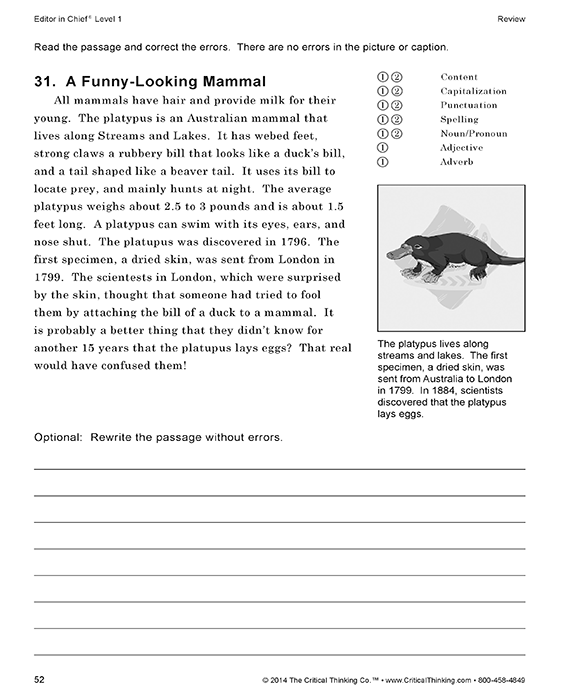 Editor in Chief® Level 1
Review
Read the passage and correct the errors. There are no errors in the picture or caption.
31. A Funny-Looking Mammal
All mammals have hair and provide milk for their
young. The platypus is an Australian mammal that
lives along Streams and Lakes. It has webed feet,
strong claws a rubbery bill that looks like a duck's bill,
and a tail shaped like a beaver tail. It uses its bill to
locate prey, and mainly hunts at night. The average
platypus weighs about 2.5 to 3 pounds and is about 1.5
feet long. A platypus can swim with its eyes, ears, and
nose shut. The platupus was discovered in 1796. The
first specimen, a dried skin, was sent from London in
1799. The scientests in London, which were surprised
by the skin, thought that someone had tried to fool
them by attaching the bill of a duck to a mammal. It
is probably a better thing that they didn't know for
another 15 years that the platupus lays eggs? That real
would have confused them!
① ② Content
① ② Capitalization
① ② Punctuation
① ② Spelling
① ② Noun/Pronoun
① Adjective
① Adverb
The platypus lives along
streams and lakes. The first
specimen, a dried skin, was
sent from Australia to London
in 1799. In 1884, scientists
discovered that the platypus
lays eggs.
Optional: Rewrite the passage without errors.
52
© 2014 The Critical Thinking Co.™ • www.CriticalThinking.com • 800-458-4849